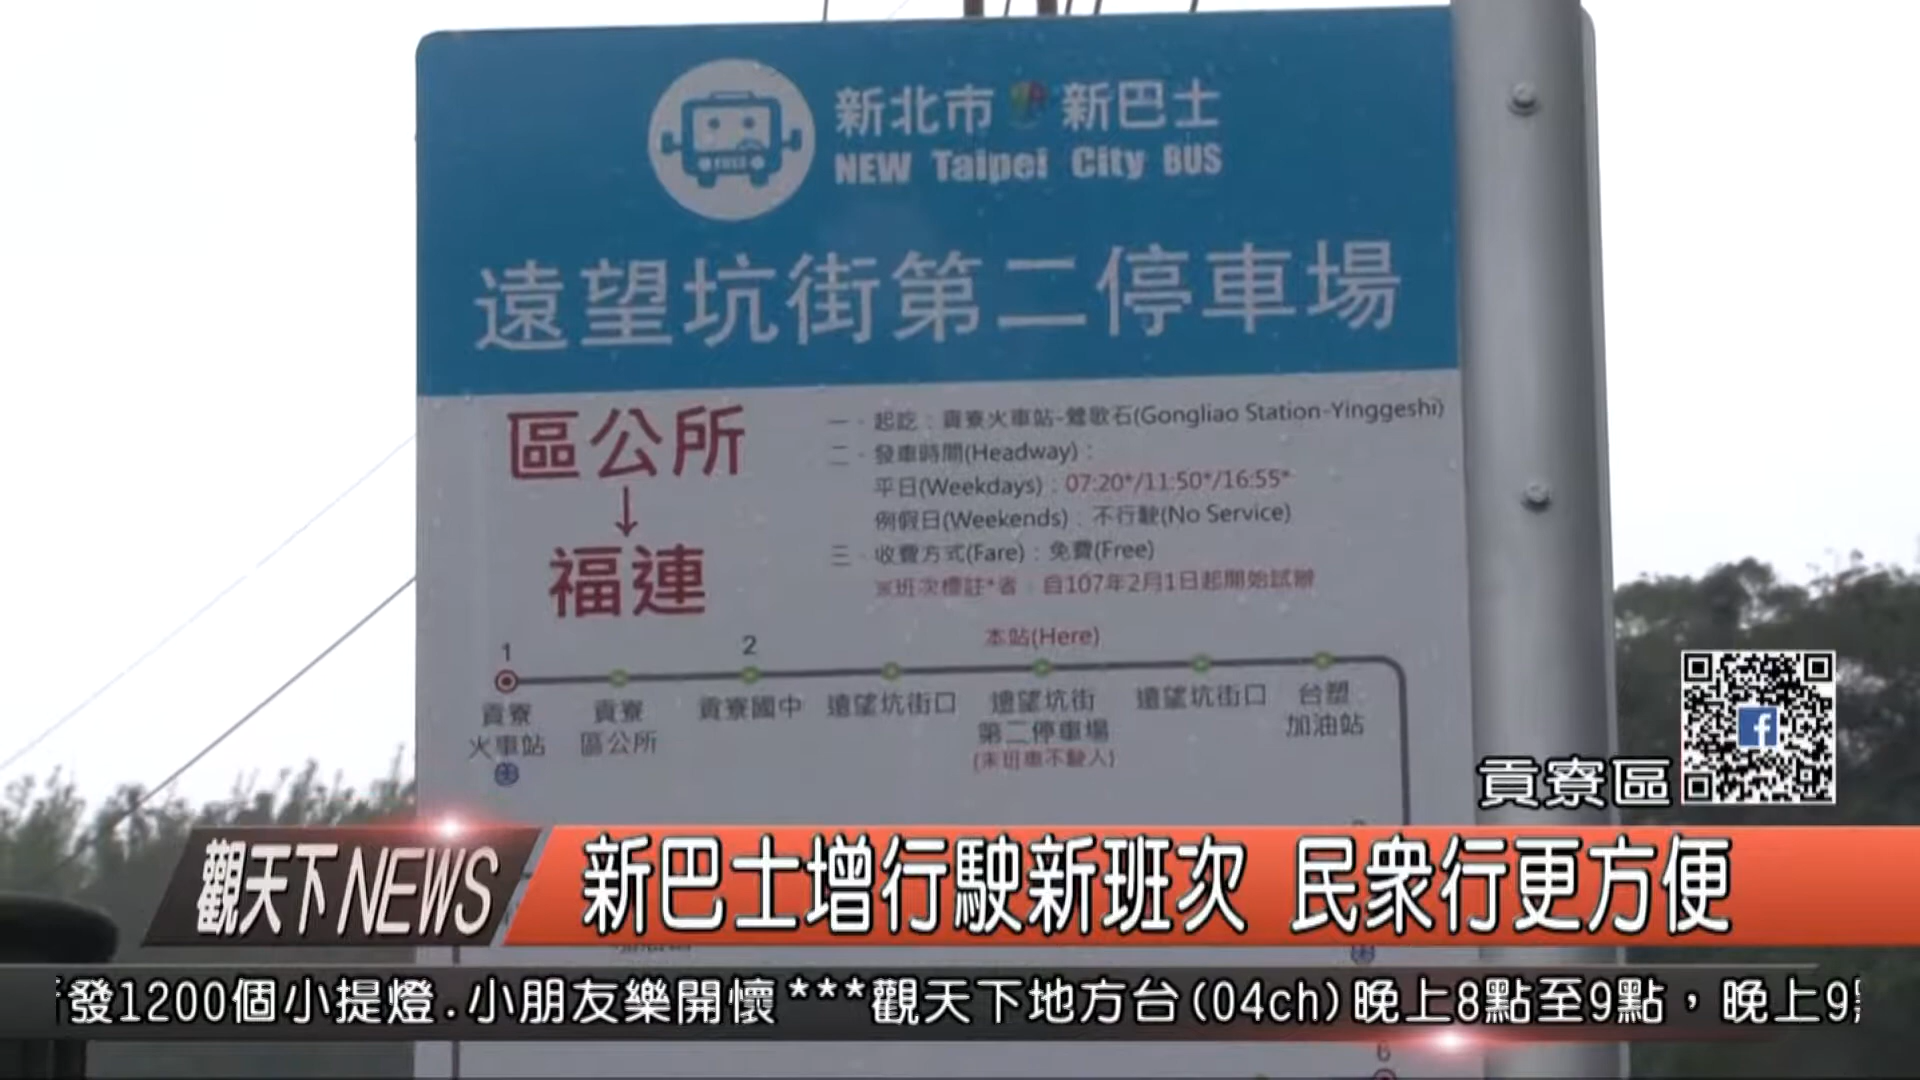 新北市 新巴士
NEW Taipei City BUS
遠望坑街第二停車場
區公所
↓
福連
一．起訖：貢寮火車站-鶯歌石(Gongliao Station-Yinggeshi)
二．發車時間(Headway)：
平日(Weekdays)：07:20*/11:50*/16:55*
例假日(Weekends)：不行駛(No Service)
三．收費方式(Fare)：免費(Free)
※班次標註*者：自107年2月1日起開始試辦
本站(Here)
1
2
貢寮
火車站
貢寮
區公所
貢寮國中
遠望坑街口
遠望坑街
第二停車場
(末班車不駛入)
遠望坑街口
台塑
加油站
貢寮區
觀天下NEWS
新巴士增行駛新班次 民眾行更方便
發1200個小提燈.小朋友樂開懷***觀天下地方台(04ch)晚上8點至9點，晚上9
6